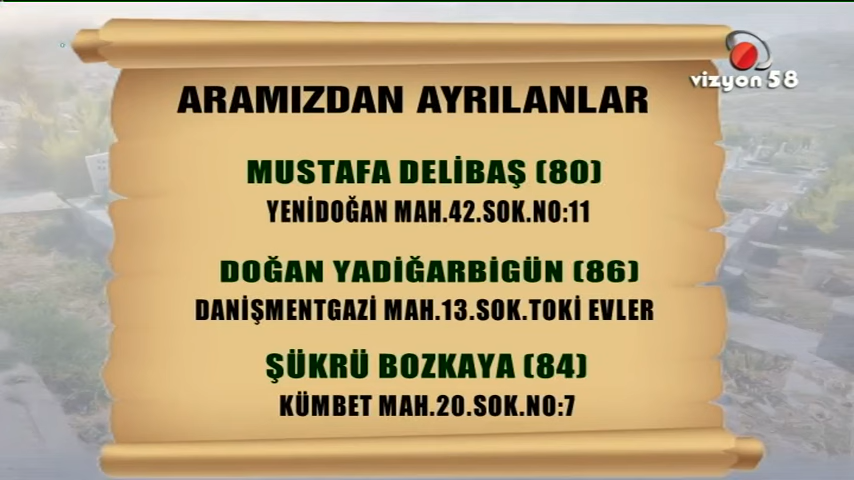 vizyon 58
ARAMIZDAN AYRILANLAR
MUSTAFA DELİBAŞ (80)
YENİDOĞAN MAH.42.SOK.NO:11
DOĞAN YADİĞARBİGÜN (86)
DANİŞMENTGAZİ MAH.13.SOK.TOKİ EVLER
ŞÜKRÜ BOZKAYA (84)
KÜMBET MAH.20.SOK.NO:7